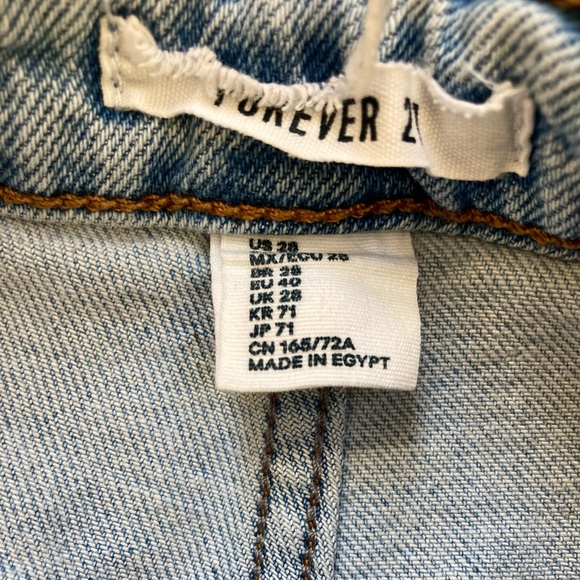 FOREVER 21
US 28
MX/ECU 28
BR 28
EU 40
UK 28
KR 71
JP 71
CN 165/72A
MADE IN EGYPT